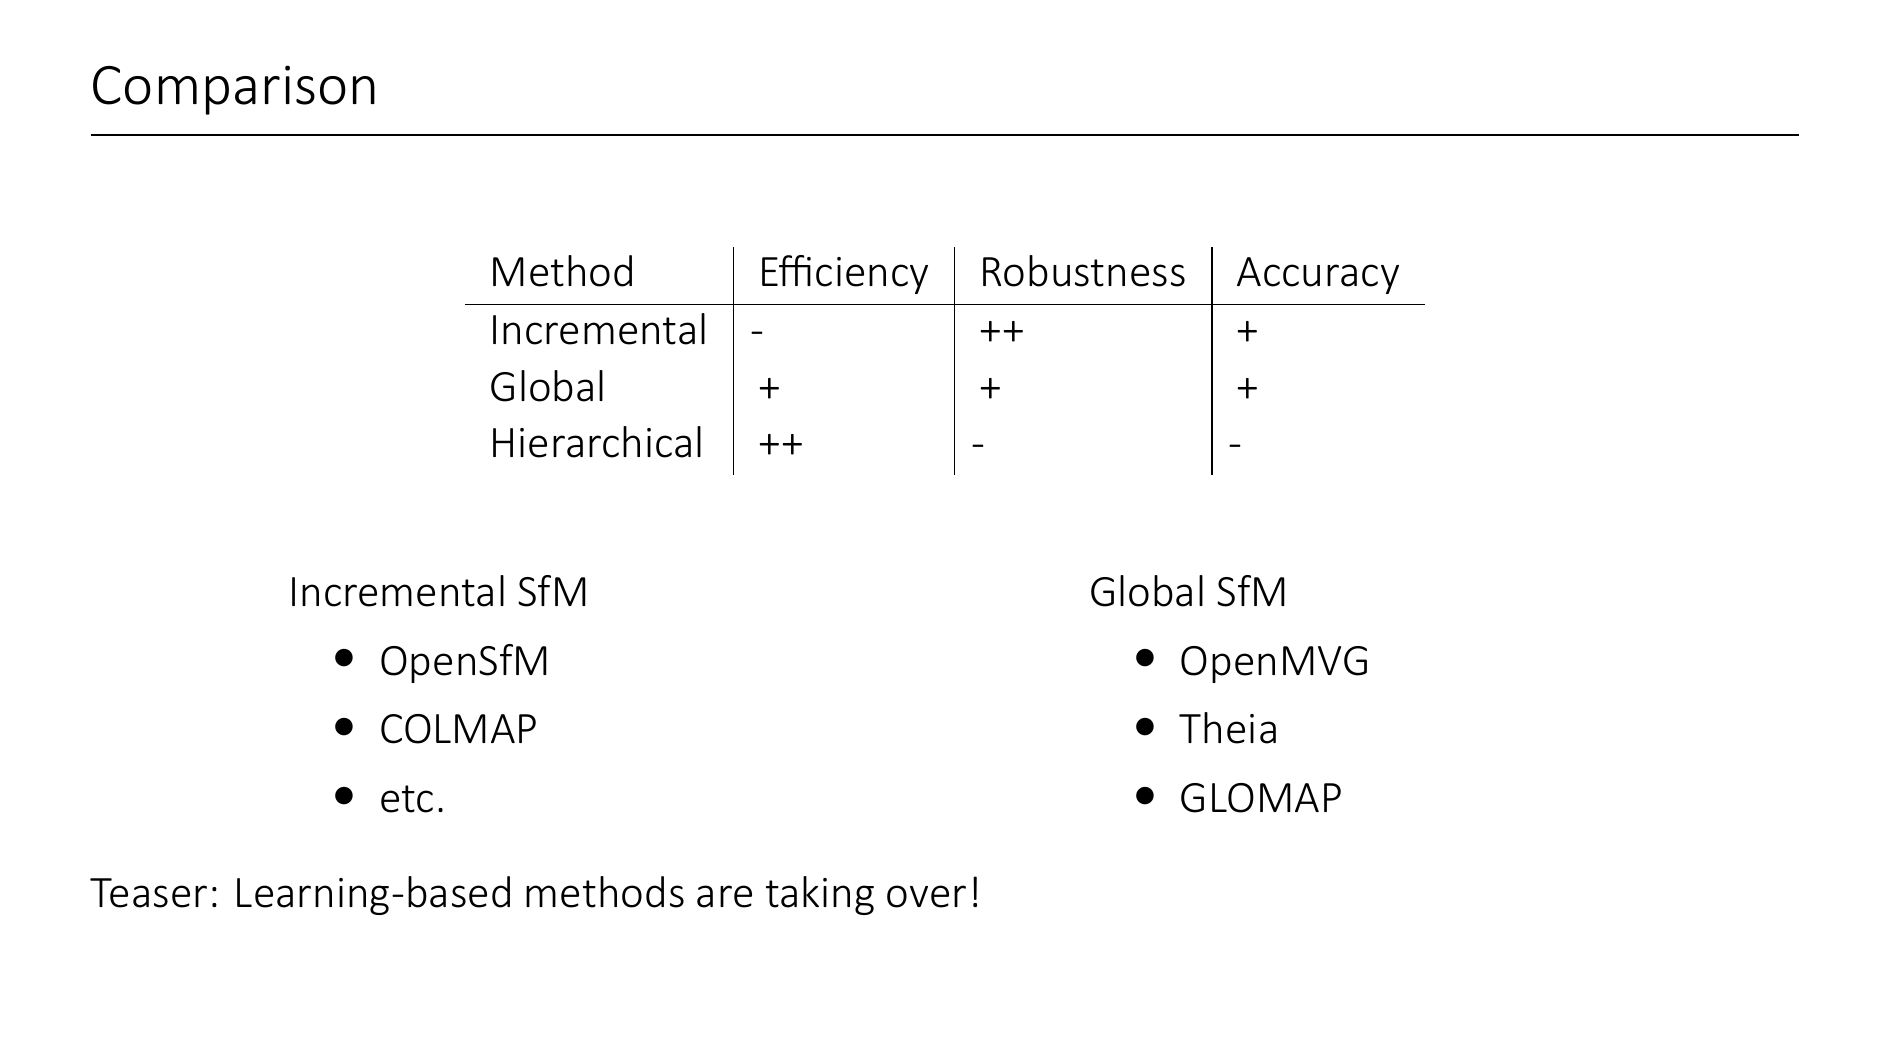 Comparison
Method Efficiency Robustness Accuracy
Incremental - ++ +
Global + + +
Hierarchical ++ - -
Incremental SfM
• OpenSfM
• COLMAP
• etc.
Global SfM
• OpenMVG
• Theia
• GLOMAP
Teaser: Learning-based methods are taking over!